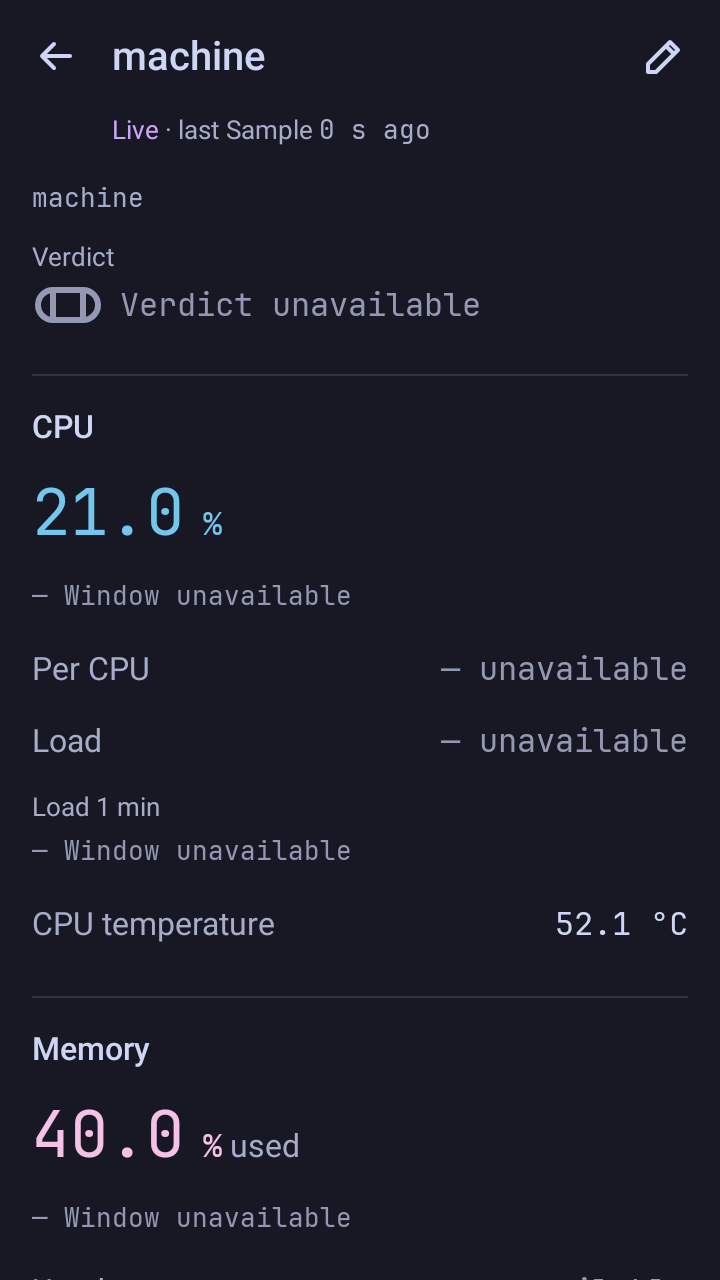 machine
Live · last Sample 0 s ago
machine
Verdict
Verdict unavailable
CPU
21.0 %
— Window unavailable
Per CPU — unavailable
Load — unavailable
Load 1 min
— Window unavailable
CPU temperature 52.1 °C
Memory
40.0 % used
— Window unavailable